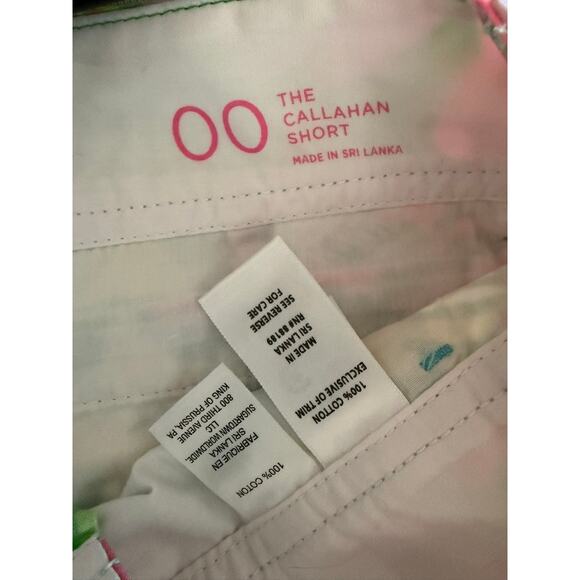 00
THE
CALLAHAN
SHORT
MADE IN SRI LANKA
100% COTTON
EXCLUSIVE OF TRIM
MADE IN
SRI LANKA
RN# 88189
SEE REVERSE
FOR CARE
100% COTON
FABRIQUE EN
SRI LANKA
SUGARTOWN WORLDWIDE,
LLC
800 THIRD AVENUE
KING OF PRUSSIA, PA